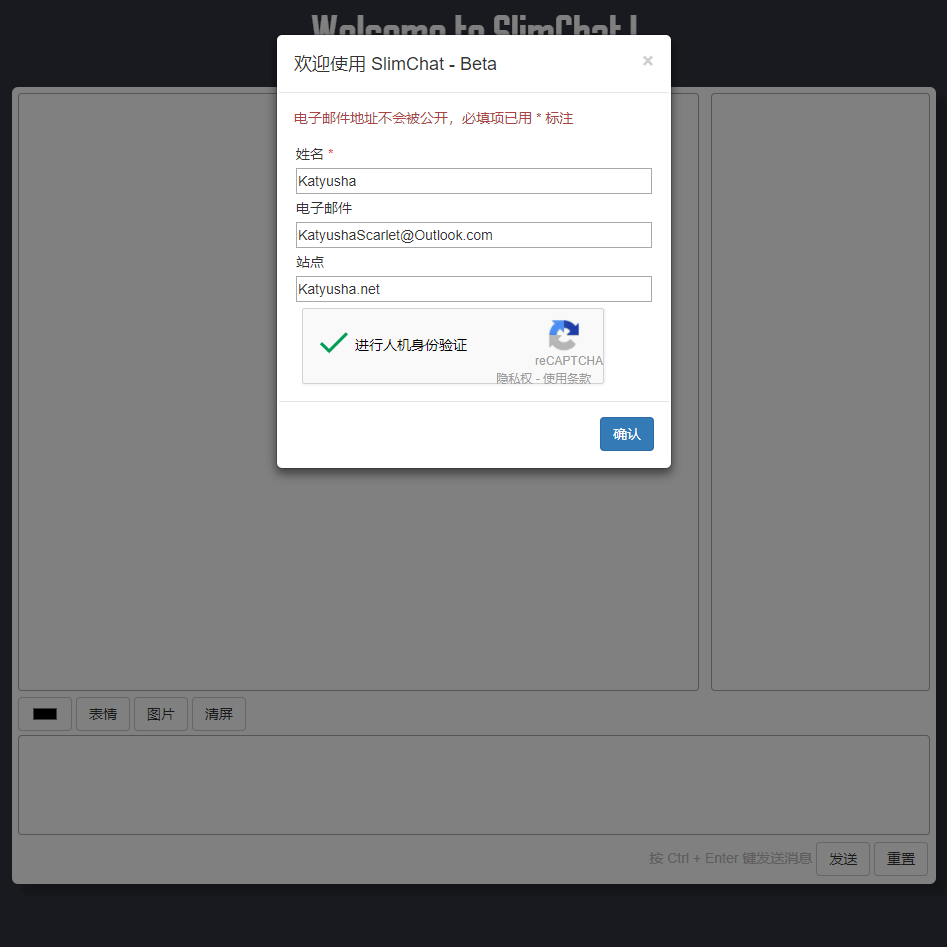 Welcome to SlimChat !
欢迎使用 SlimChat - Beta
×
电子邮件地址不会被公开，必填项已用 * 标注
姓名 *
Katyusha
电子邮件
KatyushaScarlet@Outlook.com
站点
Katyusha.net
进行人机身份验证
reCAPTCHA
隐私权 - 使用条款
确认
表情 图片 清屏
按 Ctrl + Enter 键发送消息 发送 重置